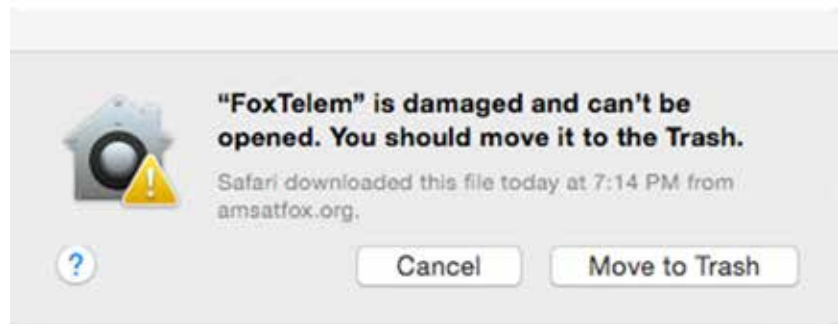 “FoxTelem” is damaged and can’t be
opened. You should move it to the Trash.
Safari downloaded this file today at 7:14 PM from
amsatfox.org.
?
Cancel
Move to Trash